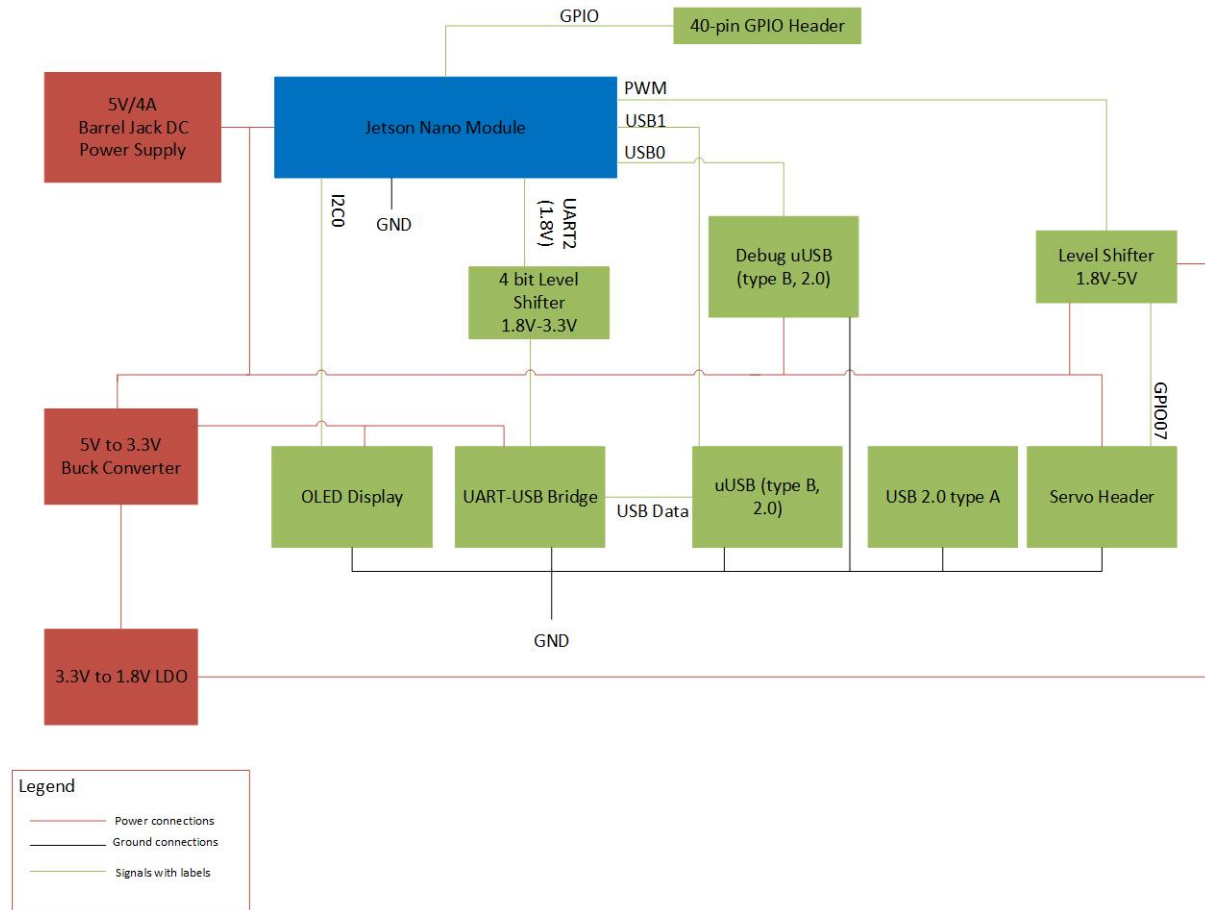 GPIO
40-pin GPIO Header
5V/4A
Barrel Jack DC
Power Supply
Jetson Nano Module
PWM
USB1
USB0
I2C0
GND
UART2
(1.8V)
Debug uUSB
(type B, 2.0)
Level Shifter
1.8V-5V
4 bit Level
Shifter
1.8V-3.3V
GPIO07
5V to 3.3V
Buck Converter
OLED Display
UART-USB Bridge
USB Data
uUSB (type B,
2.0)
USB 2.0 type A
Servo Header
GND
3.3V to 1.8V LDO
Legend
Power connections
Ground connections
Signals with labels